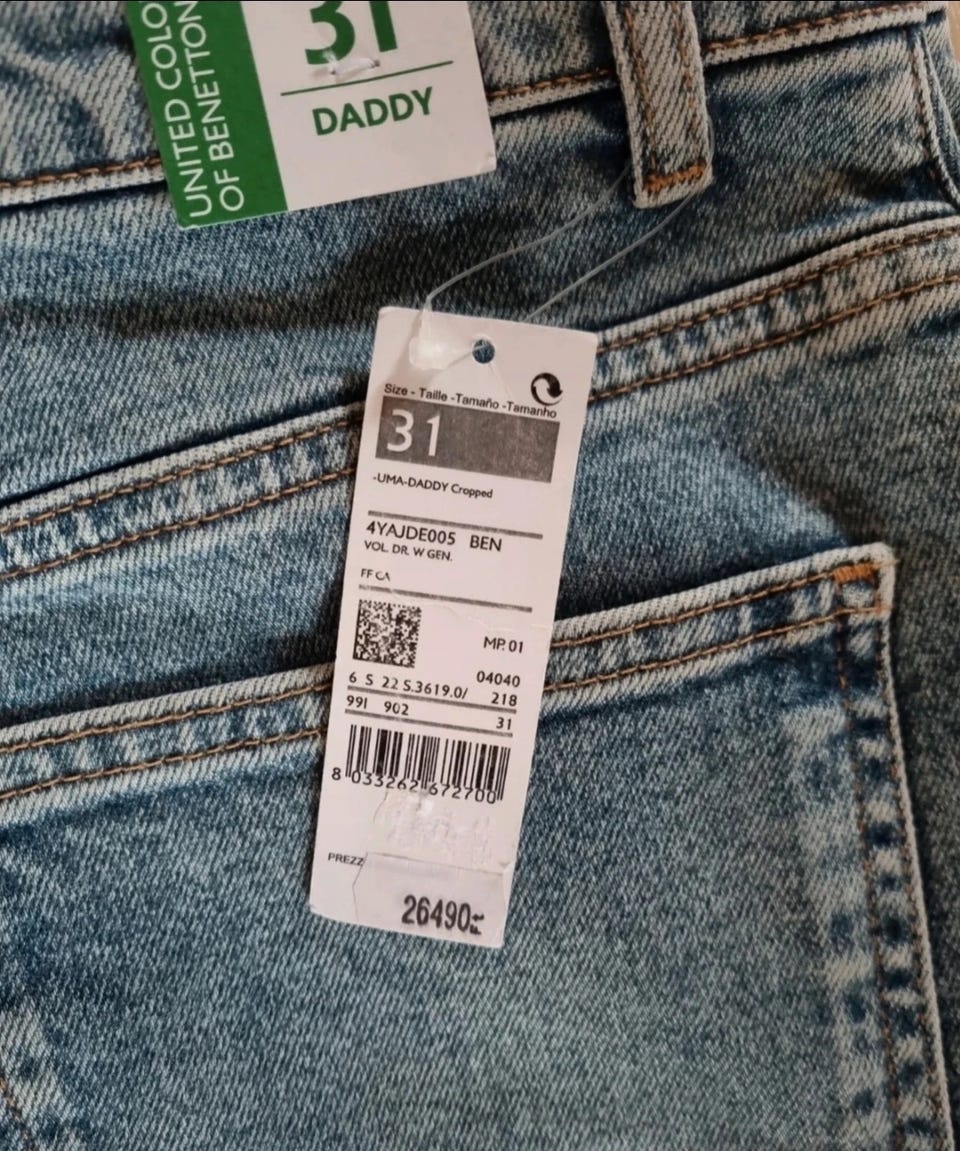 UNITED COLO
OF BENETTON
31
DADDY
Size - Taille -Tamaño -Tamanho
31
-UMA-DADDY Cropped
4YAJDE005 BEN
VOL. DR. W GEN.
FF CA
MP. 01
04040
6 S 22 S.3619.0/ 218
991 902 31
8 033262 672700
PREZZ
26490Ft